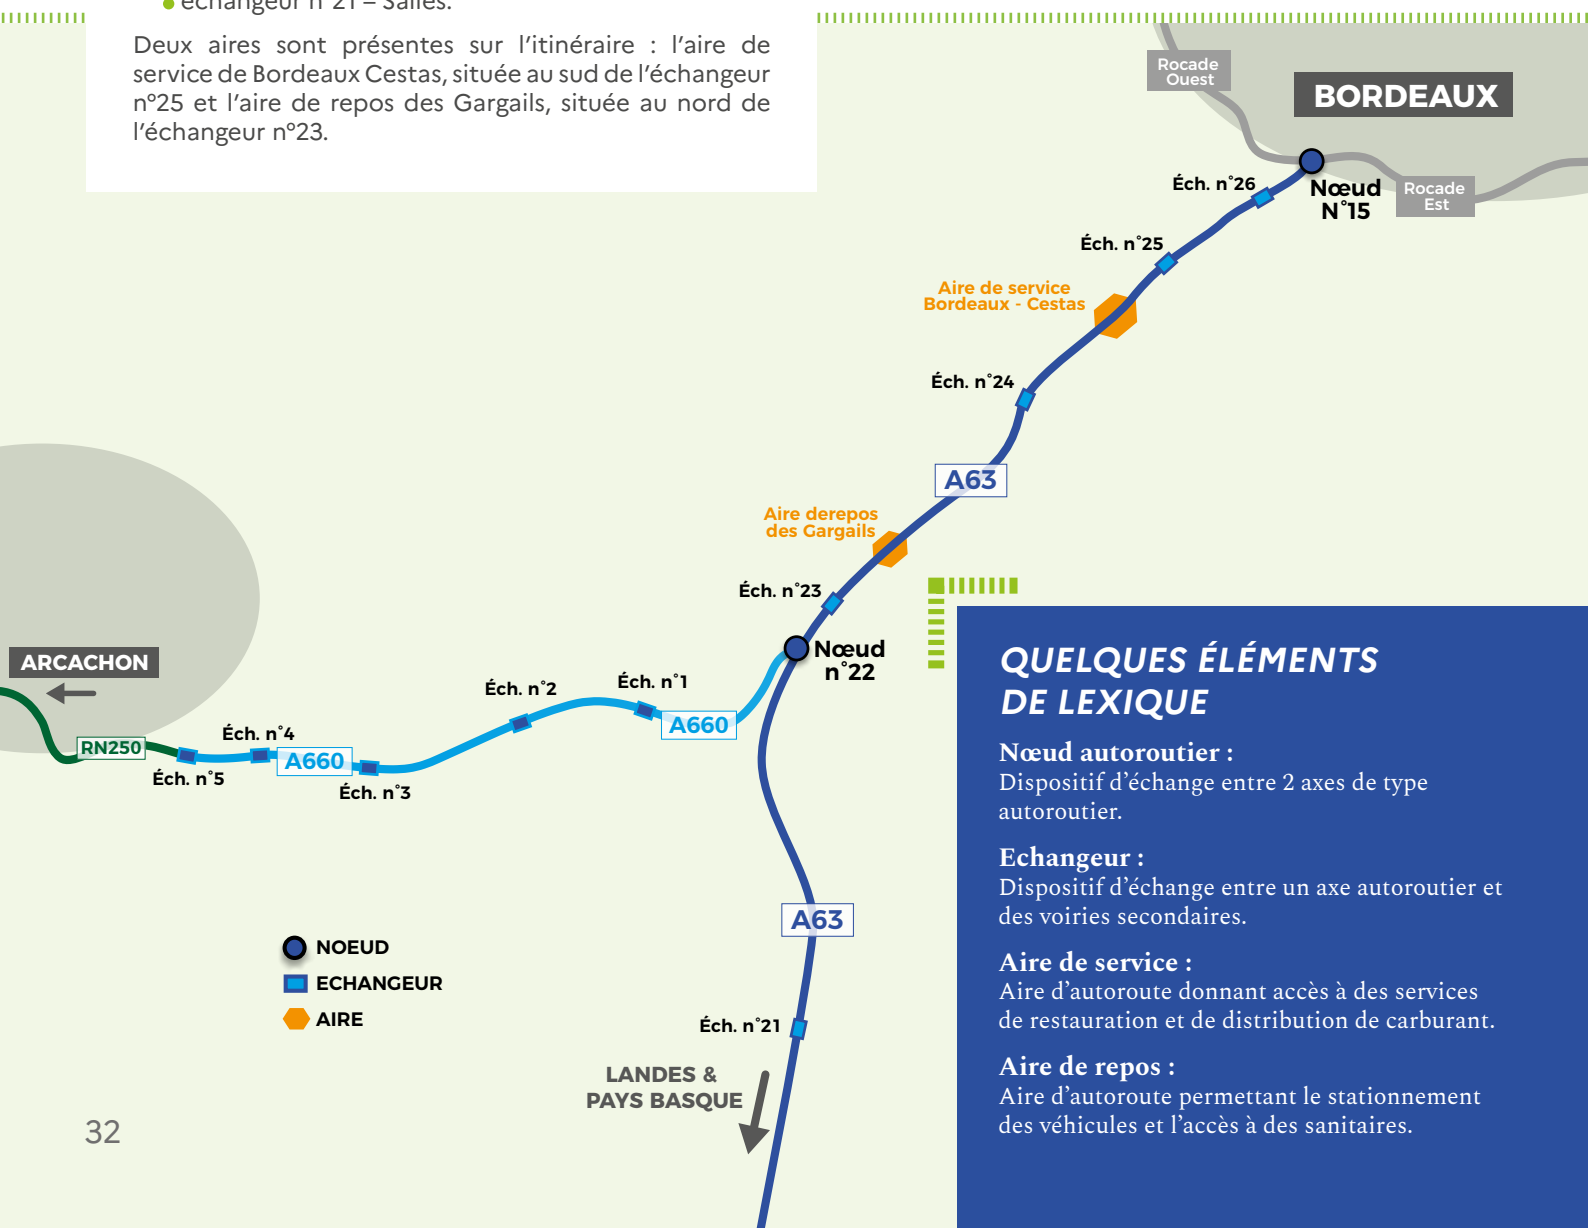 échangeur n°21 – Salles.
Deux aires sont présentes sur l'itinéraire : l'aire de
service de Bordeaux Cestas, située au sud de l'échangeur
nº25 et l'aire de repos des Gargails, située au nord de
l'échangeur nº23.
Rocade
Ouest
BORDEAUX
Éch. n°26
Nœud
N°15
Rocade
Est
Éch. n°25
Aire de service
Bordeaux - Cestas
Éch. n°24
A63
Aire derepos
des Gargails
Éch. n°23
Nœud
n°22
ARCACHON
Éch. n°2
Éch. n°1
A660
Éch. n°4
RN250
A660
Éch. n°5
Éch. n°3
A63
NOEUD
ECHANGEUR
AIRE
Éch. n°21
LANDES &
PAYS BASQUE
32
QUELQUES ÉLÉMENTS
DE LEXIQUE
Nœud autoroutier :
Dispositif d'échange entre 2 axes de type
autoroutier.
Echangeur :
Dispositif d'échange entre un axe autoroutier et
des voiries secondaires.
Aire de service :
Aire d'autoroute donnant accès à des services
de restauration et de distribution de carburant.
Aire de repos :
Aire d'autoroute permettant le stationnement
des véhicules et l'accès à des sanitaires.